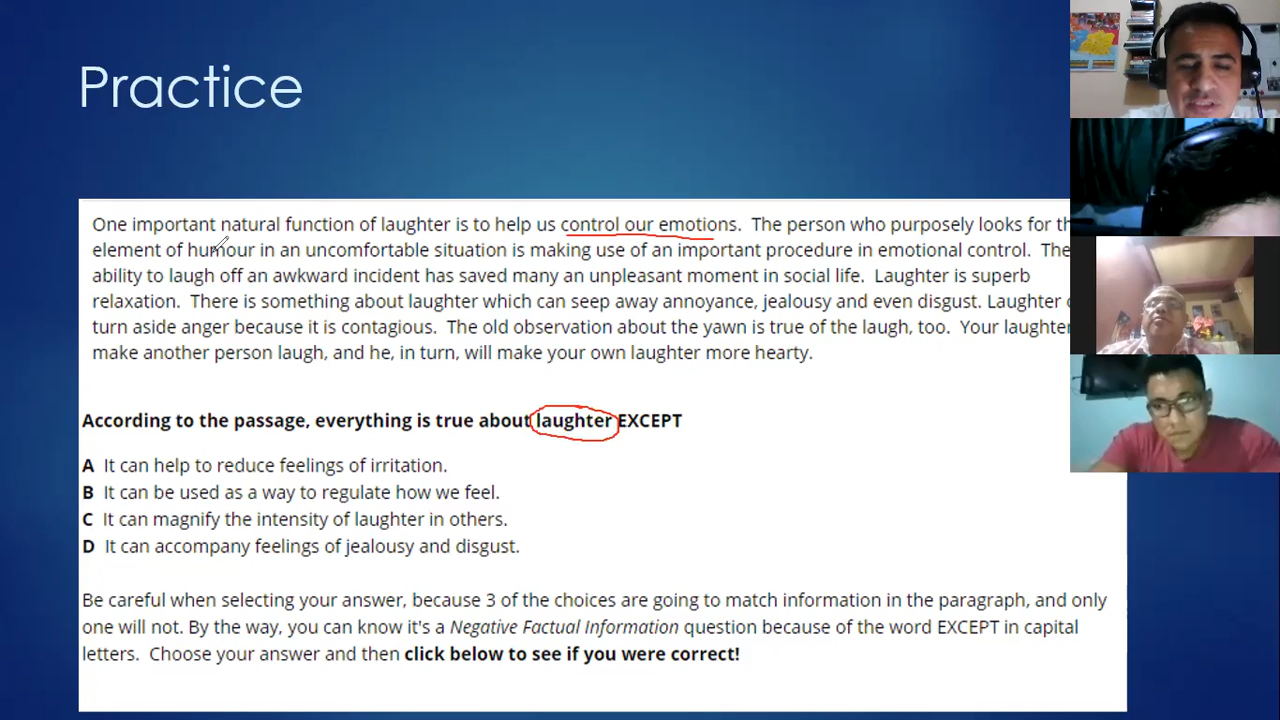 Practice
One important natural function of laughter is to help us control our emotions. The person who purposely looks for
element of humour in an uncomfortable situation is making use of an important procedure in emotional control. The
ability to laugh off an awkward incident has saved many an unpleasant moment in social life. Laughter is superb
relaxation. There is something about laughter which can seep away annoyance, jealousy and even disgust. Laughter
turn aside anger because it is contagious. The old observation about the yawn is true of the laugh, too. Your laughter
make another person laugh, and he, in turn, will make your own laughter more hearty.
According to the passage, everything is true about laughter EXCEPT
A It can help to reduce feelings of irritation.
B It can be used as a way to regulate how we feel.
C It can magnify the intensity of laughter in others.
D It can accompany feelings of jealousy and disgust.
Be careful when selecting your answer, because 3 of the choices are going to match information in the paragraph, and only
one will not. By the way, you can know it's a Negative Factual Information question because of the word EXCEPT in capital
letters. Choose your answer and then click below to see if you were correct!